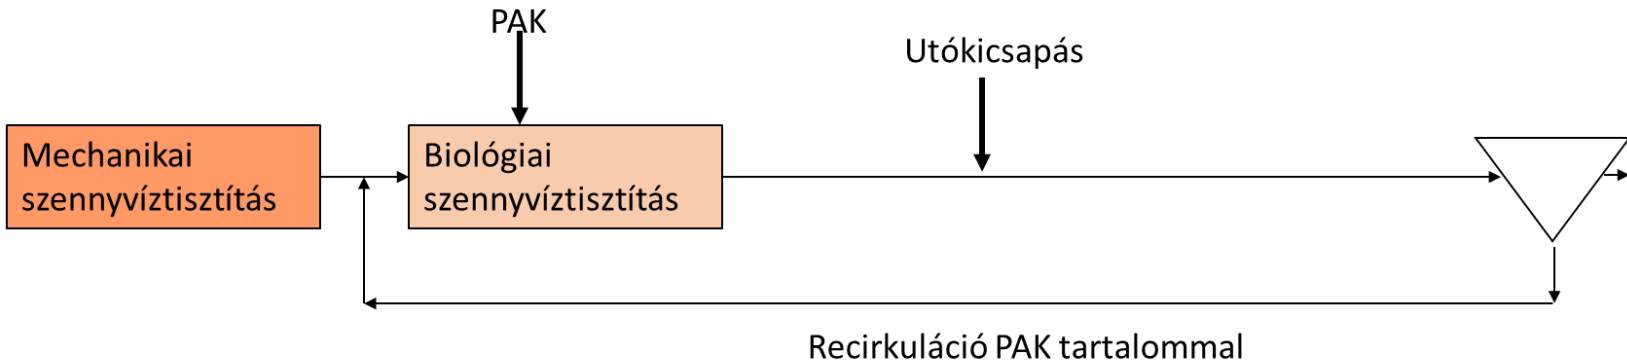 PAK
Utókicsapás
Mechanikai
szennyvíztisztítás
Biológiai
szennyvíztisztítás
Recirkuláció PAK tartalommal